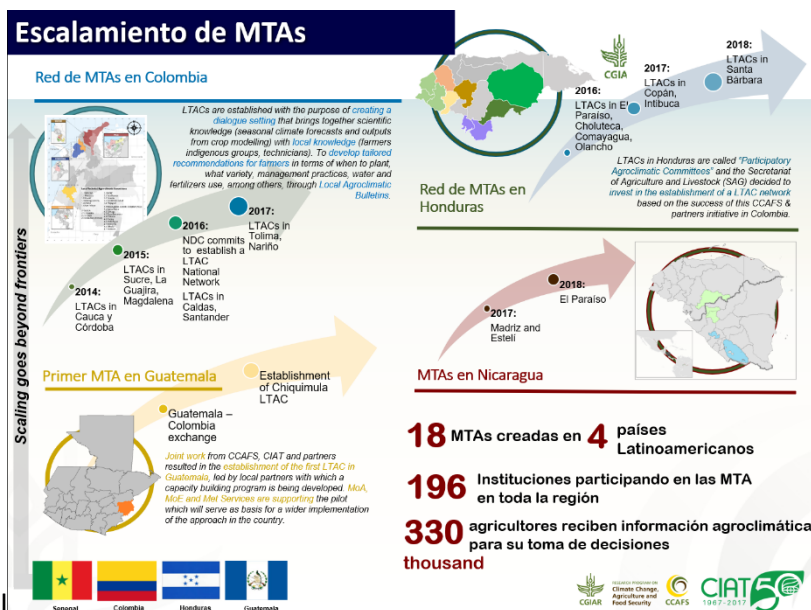 Escalamiento de MTAs
Red de MTAs en Colombia
LTACs are established with the purpose of creating a
dialogue setting that brings together scientific
knowledge (seasonal climate forecasts and outputs
from crop modelling) with local knowledge (farmers
indigenous groups, technicians). To develop tailored
recommendations for farmers in terms of when to plant,
what variety, management practices, water and
fertilizers use, among others, through Local Agroclimatic
Bulletins.
2014:
LTACs in
Cauca y
Córdoba
2015:
LTACs in
Sucre, La
Guajira,
Magdalena
2016:
NDC commits
to establish a
LTAC
National
Network
LTACs in
Caldas,
Santander
2017:
LTACs in
Tolima,
Nariño
Scaling goes beyond frontiers
CGIA
2016:
LTACs in El
Paraíso,
Choluteca,
Comayagua,
Olancho
2017:
LTACs in
Copán,
Intibuca
2018:
LTACs in
Santa
Bárbara
Red de MTAs en
Honduras
LTACs in Honduras are called "Participatory
Agroclimatic Committees" and the Secretariat
of Agriculture and Livestock (SAG) decided to
invest in the establishment of a LTAC network
based on the success of this CCAFS &
partners initiative in Colombia.
Primer MTA en Guatemala
Guatemala –
Colombia
exchange
Establishment
of Chiquimula
LTAC
Joint work from CCAFS, CIAT and partners
resulted in the establishment of the first LTAC in
Guatemala, led by local partners with which a
capacity building program is being developed. MoA,
MoE and Met Services are supporting the pilot
which will serve as basis for a wider implementation
of the approach in the country.
2017:
Madriz and
Estelí
2018:
El Paraíso
MTAs en Nicaragua
18 MTAs creadas en 4 países
Latinoamericanos
196 Instituciones participando en las MTA
en toda la región
330 agricultores reciben información agroclimática
thousand para su toma de decisiones
Senegal Colombia Honduras Guatemala
CGIAR
RESEARCH PROGRAM ON
Climate Change,
Agriculture and
Food Security
CCAFS
CIAT 50
1967-2017